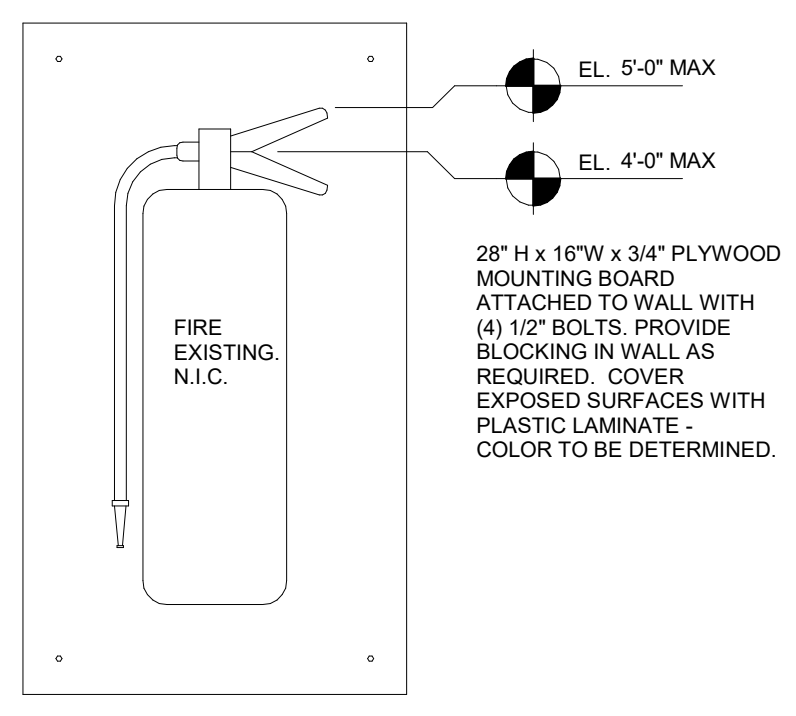 EL. 5'-0" MAX
EL. 4'-0" MAX
28" H x 16"W x 3/4" PLYWOOD
MOUNTING BOARD
ATTACHED TO WALL WITH
(4) 1/2" BOLTS. PROVIDE
BLOCKING IN WALL AS
REQUIRED. COVER
EXPOSED SURFACES WITH
PLASTIC LAMINATE -
COLOR TO BE DETERMINED.
FIRE
EXISTING.
N.I.C.